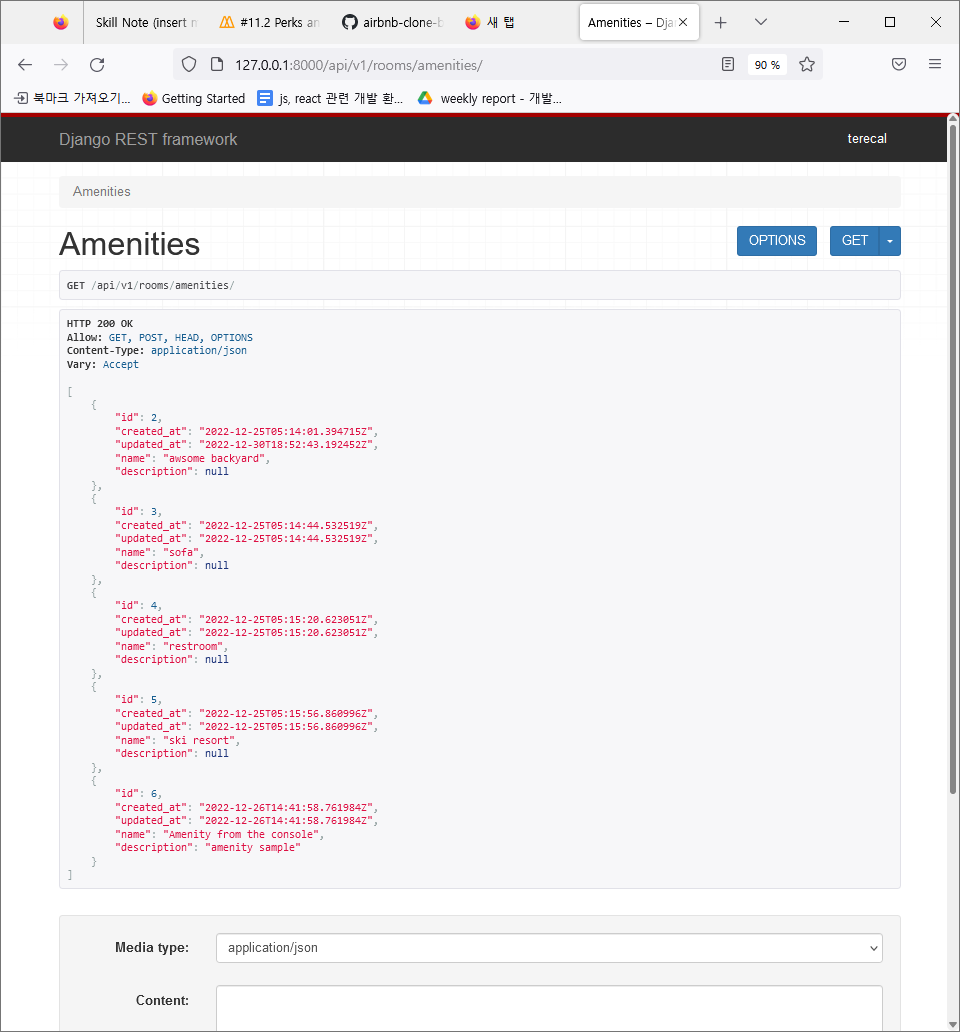 Skill Note (insert
#11.2 Perks an
airbnb-clone-b
새 탭
Amenities – Dja
127.0.0.1:8000/api/v1/rooms/amenities/
90 %
북마크 가져오기...
Getting Started
js, react 관련 개발 환...
weekly report - 개발...
Django REST framework
terecal
Amenities
Amenities
OPTIONS
GET
GET /api/v1/rooms/amenities/
HTTP 200 OK
Allow: GET, POST, HEAD, OPTIONS
Content-Type: application/json
Vary: Accept
[
{
"id": 2,
"created_at": "2022-12-25T05:14:01.394715Z",
"updated_at": "2022-12-30T18:52:43.192452Z",
"name": "awsome backyard",
"description": null
},
{
"id": 3,
"created_at": "2022-12-25T05:14:44.532519Z",
"updated_at": "2022-12-25T05:14:44.532519Z",
"name": "sofa",
"description": null
},
{
"id": 4,
"created_at": "2022-12-25T05:15:20.623051Z",
"updated_at": "2022-12-25T05:15:20.623051Z",
"name": "restroom",
"description": null
},
{
"id": 5,
"created_at": "2022-12-25T05:15:56.860996Z",
"updated_at": "2022-12-25T05:15:56.860996Z",
"name": "ski resort",
"description": null
},
{
"id": 6,
"created_at": "2022-12-26T14:41:58.761984Z",
"updated_at": "2022-12-26T14:41:58.761984Z",
"name": "Amenity from the console",
"description": "amenity sample"
}
]
Media type:
application/json
Content: